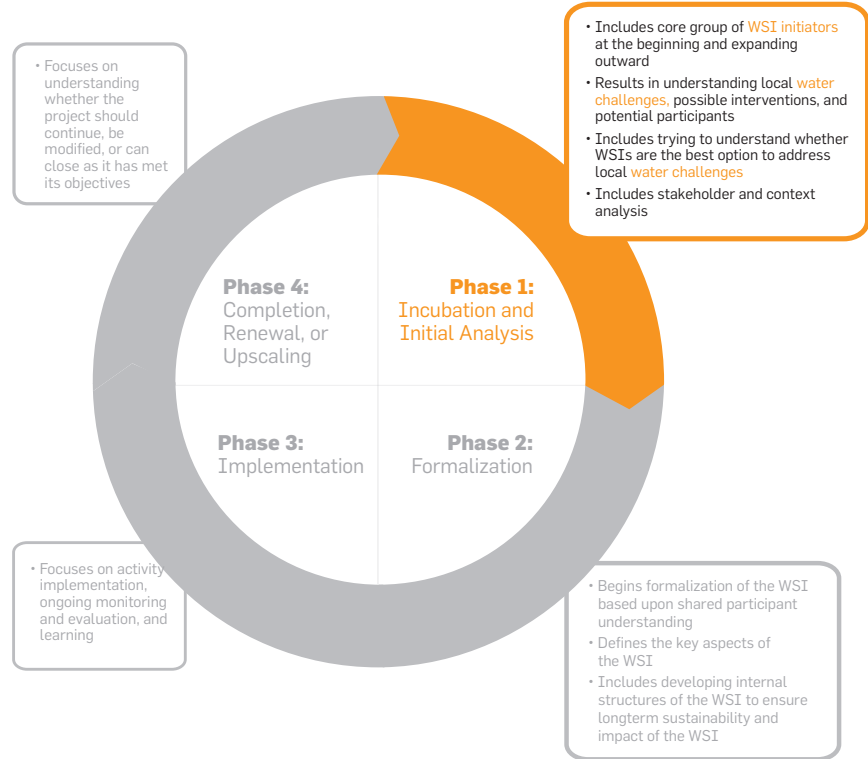 • Includes core group of WSI initiators
at the beginning and expanding
outward
• Results in understanding local water
challenges, possible interventions, and
potential participants
• Includes trying to understand whether
WSIs are the best option to address
local water challenges
• Includes stakeholder and context
analysis
• Focuses on
understanding
whether the
project should
continue, be
modified, or can
close as it has met
its objectives
Phase 4:
Completion,
Renewal, or
Upscaling
Phase 1:
Incubation and
Initial Analysis
Phase 3:
Implementation
Phase 2:
Formalization
• Focuses on activity
implementation,
ongoing monitoring
and evaluation, and
learning
• Begins formalization of the WSI
based upon shared participant
understanding
• Defines the key aspects of
the WSI
• Includes developing internal
structures of the WSI to ensure
longterm sustainability and
impact of the WSI